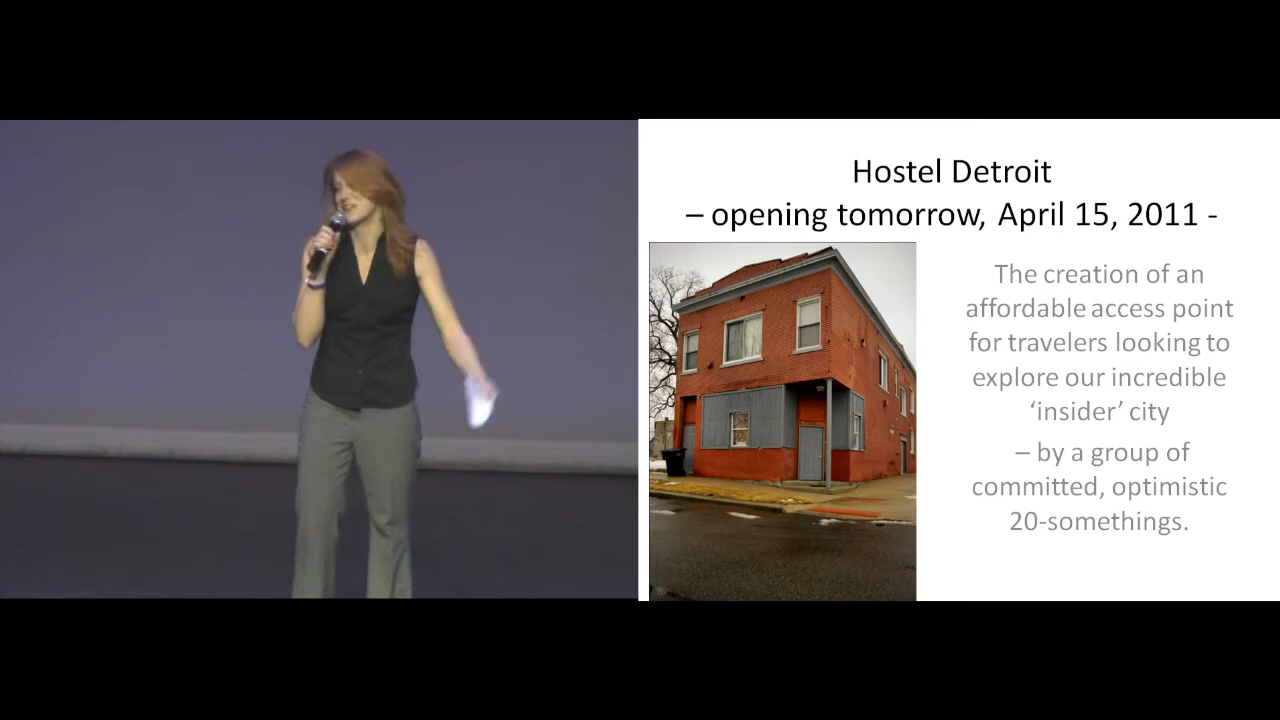 Hostel Detroit
– opening tomorrow, April 15, 2011 -
The creation of an
affordable access point
for travelers looking to
explore our incredible
‘insider’ city
– by a group of
committed, optimistic
20-somethings.